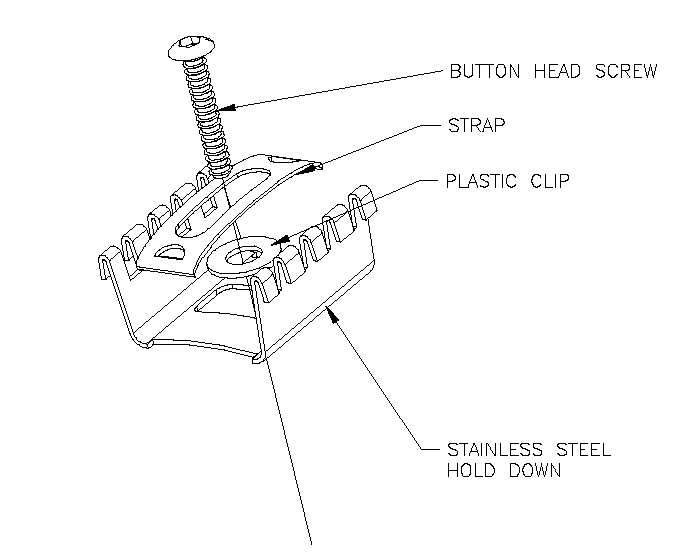 BUTTON HEAD SCREW
STRAP
PLASTIC CLIP
STAINLESS STEEL
HOLD DOWN